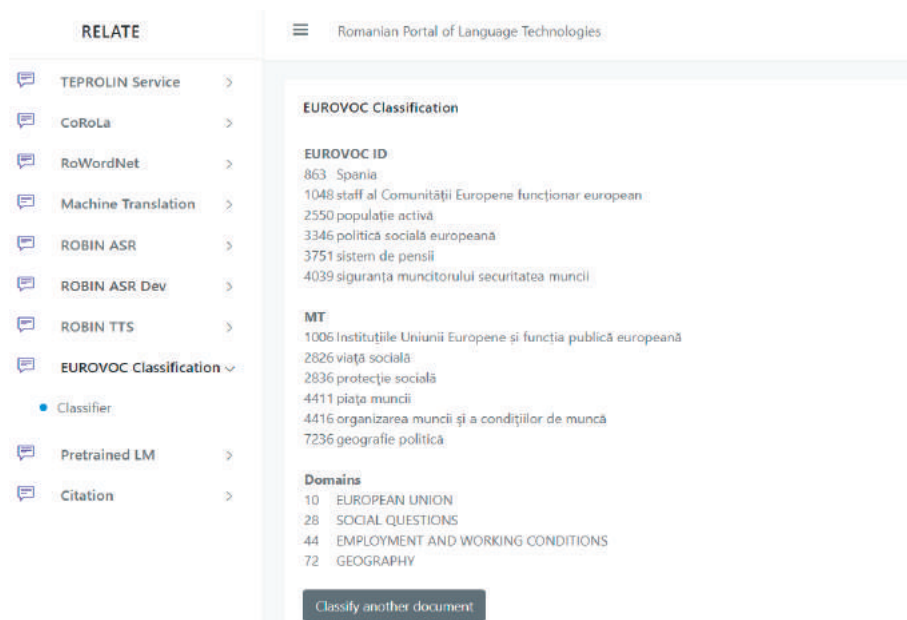 RELATE
Romanian Portal of Language Technologies
TEPROLIN Service
CoRoLa
RoWordNet
Machine Translation
ROBIN ASR
ROBIN ASR Dev
ROBIN TTS
EUROVOC Classification
Classifier
Pretrained LM
Citation
EUROVOC Classification
EUROVOC ID
863 Spania
1048 staff al Comunității Europene funcționar european
2550 populație activă
3346 politică socială europeană
3751 sistem de pensii
4039 siguranța muncitorului securitatea muncii
MT
1006 Instituțiile Uniunii Europene și funcția publică europeană
2826 viață socială
2836 protecție socială
4411 piața muncii
4416 organizarea muncii și a condițiilor de muncă
7236 geografie politică
Domains
10 EUROPEAN UNION
28 SOCIAL QUESTIONS
44 EMPLOYMENT AND WORKING CONDITIONS
72 GEOGRAPHY
Classify another document